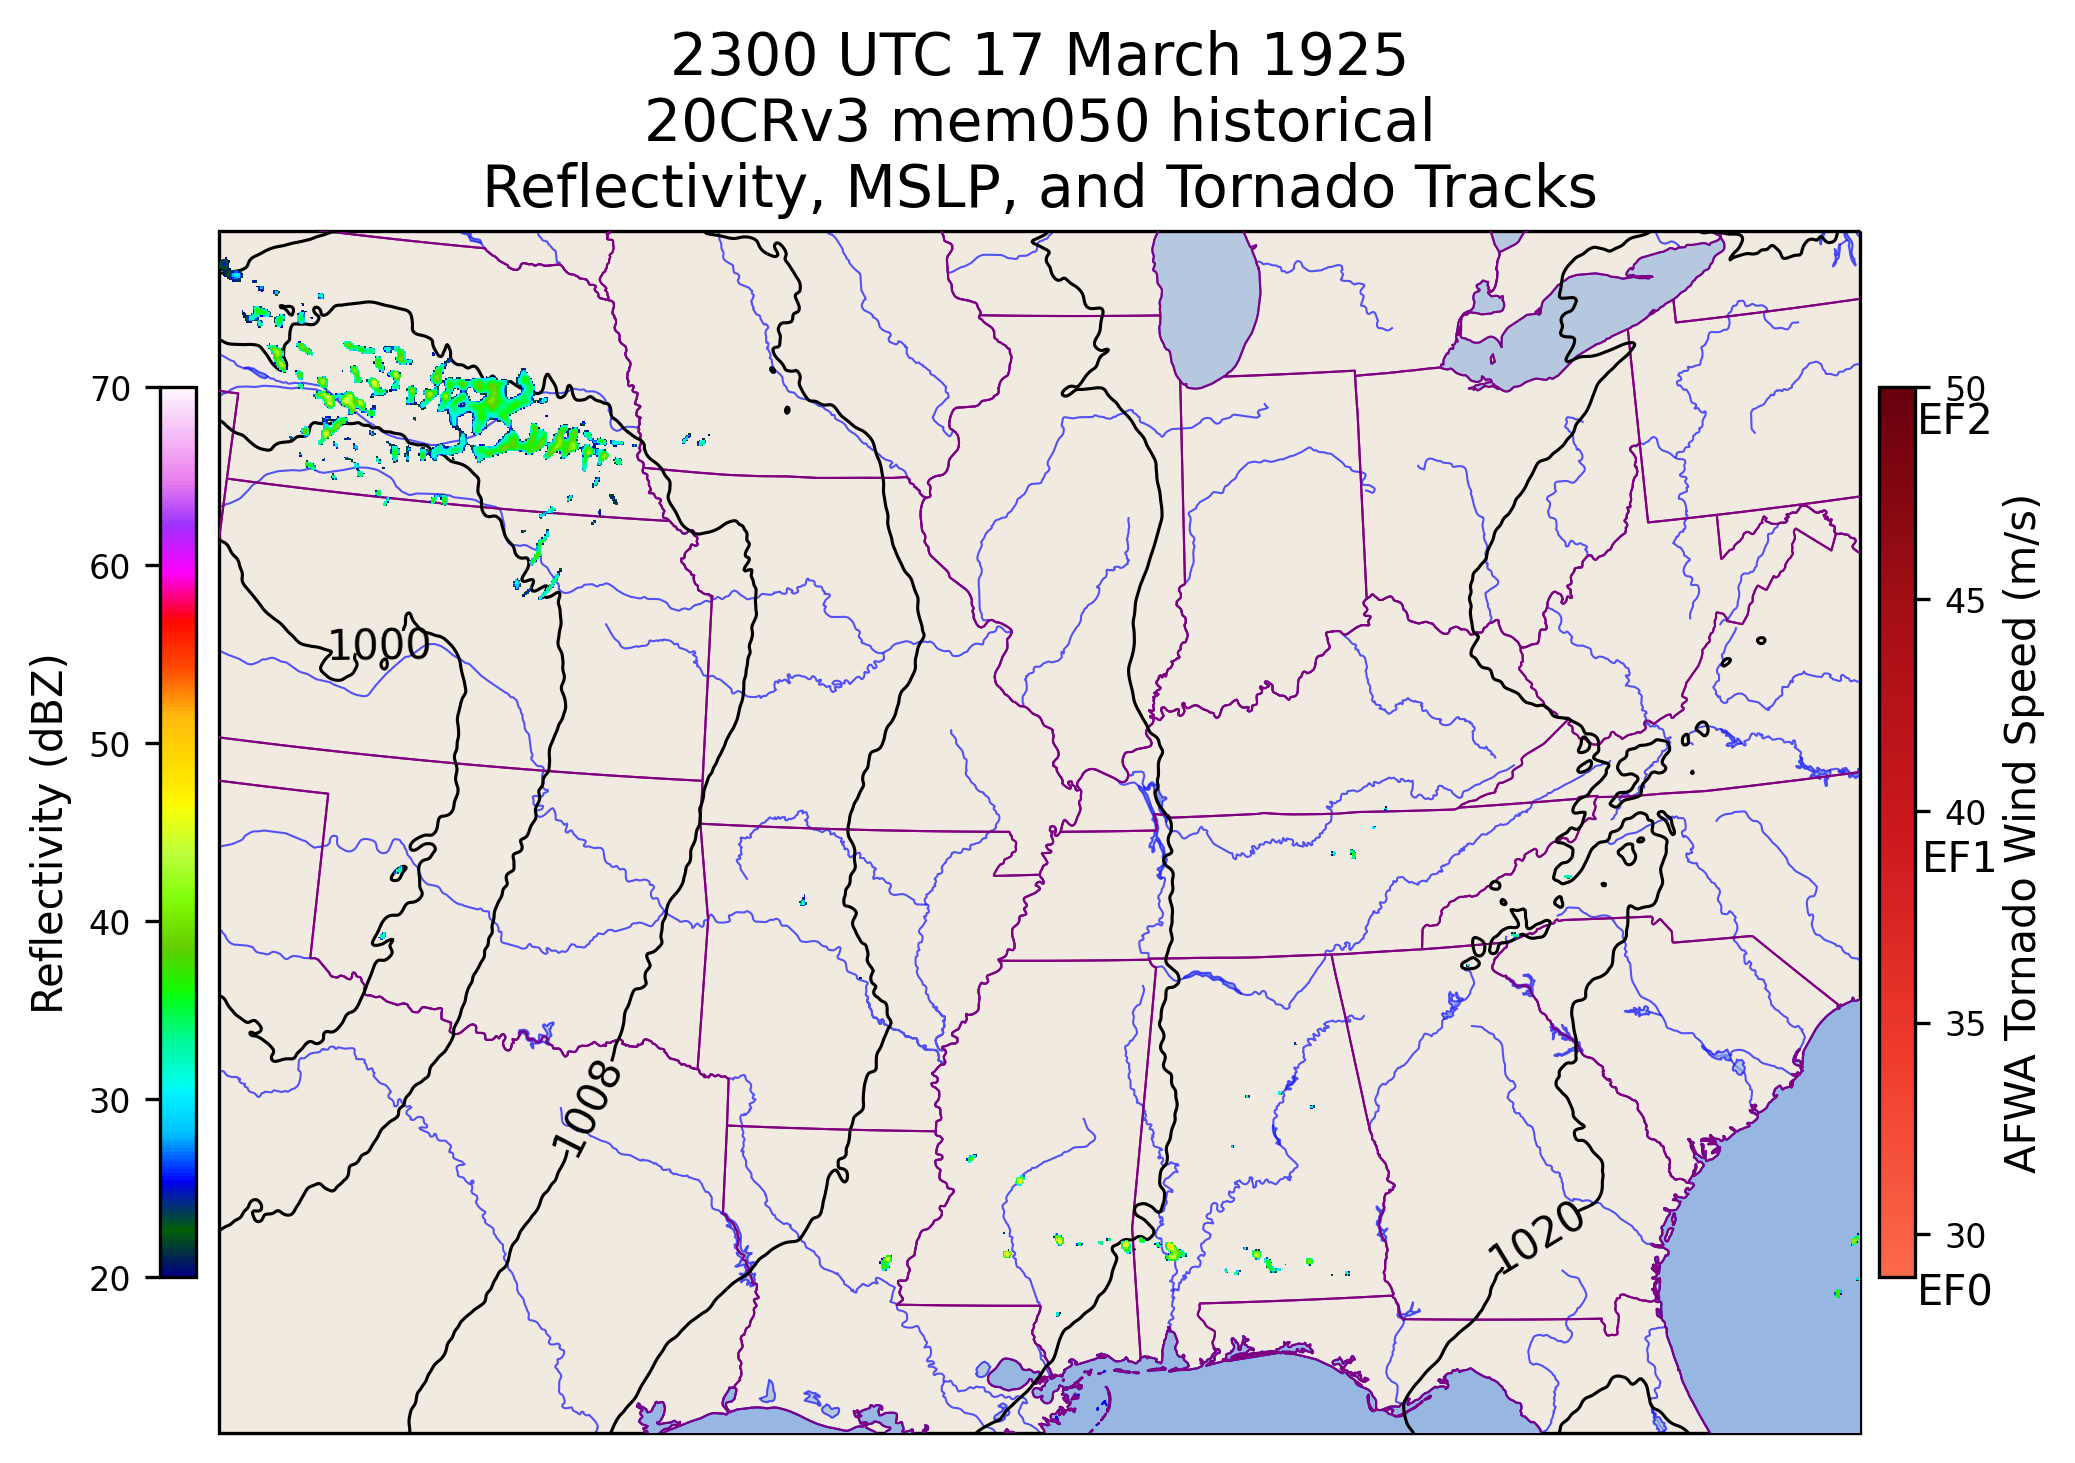 2300 UTC 17 March 1925
20CRv3 mem050 historical
Reflectivity, MSLP, and Tornado Tracks
Reflectivity (dBZ)
70
60
50
40
30
20
1000
1008
1020
50
EF2
45
40
EF1
35
30
EF0
AFWA Tornado Wind Speed (m/s)